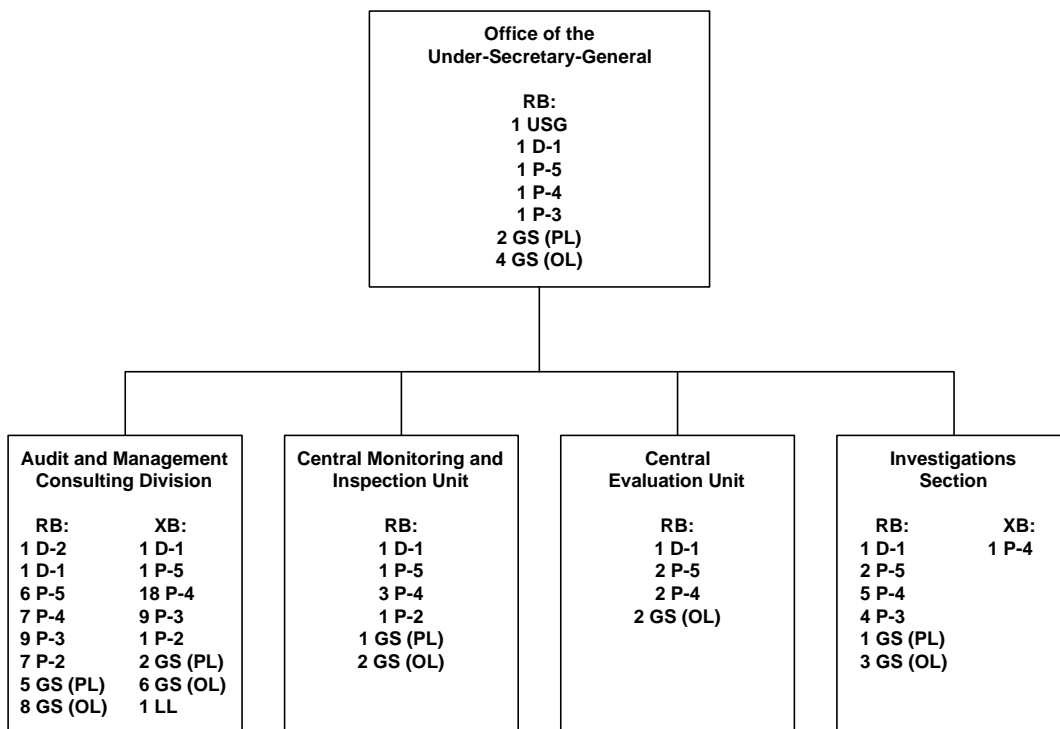 Office of the
Under-Secretary-General
RB:
1 USG
1 D-1
1 P-5
1 P-4
1 P-3
2 GS (PL)
4 GS (OL)
Audit and Management
Consulting Division
RB:
1 D-2
1 D-1
6 P-5
7 P-4
9 P-3
7 P-2
5 GS (PL)
8 GS (OL)
XB:
1 D-1
1 P-5
18 P-4
9 P-3
1 P-2
2 GS (PL)
6 GS (OL)
1 LL
Central Monitoring and
Inspection Unit
RB:
1 D-1
1 P-5
3 P-4
1 P-2
1 GS (PL)
2 GS (OL)
Central
Evaluation Unit
RB:
1 D-1
2 P-5
2 P-4
2 GS (OL)
Investigations
Section
RB:
1 D-1
2 P-5
5 P-4
4 P-3
1 GS (PL)
3 GS (OL)
XB:
1 P-4